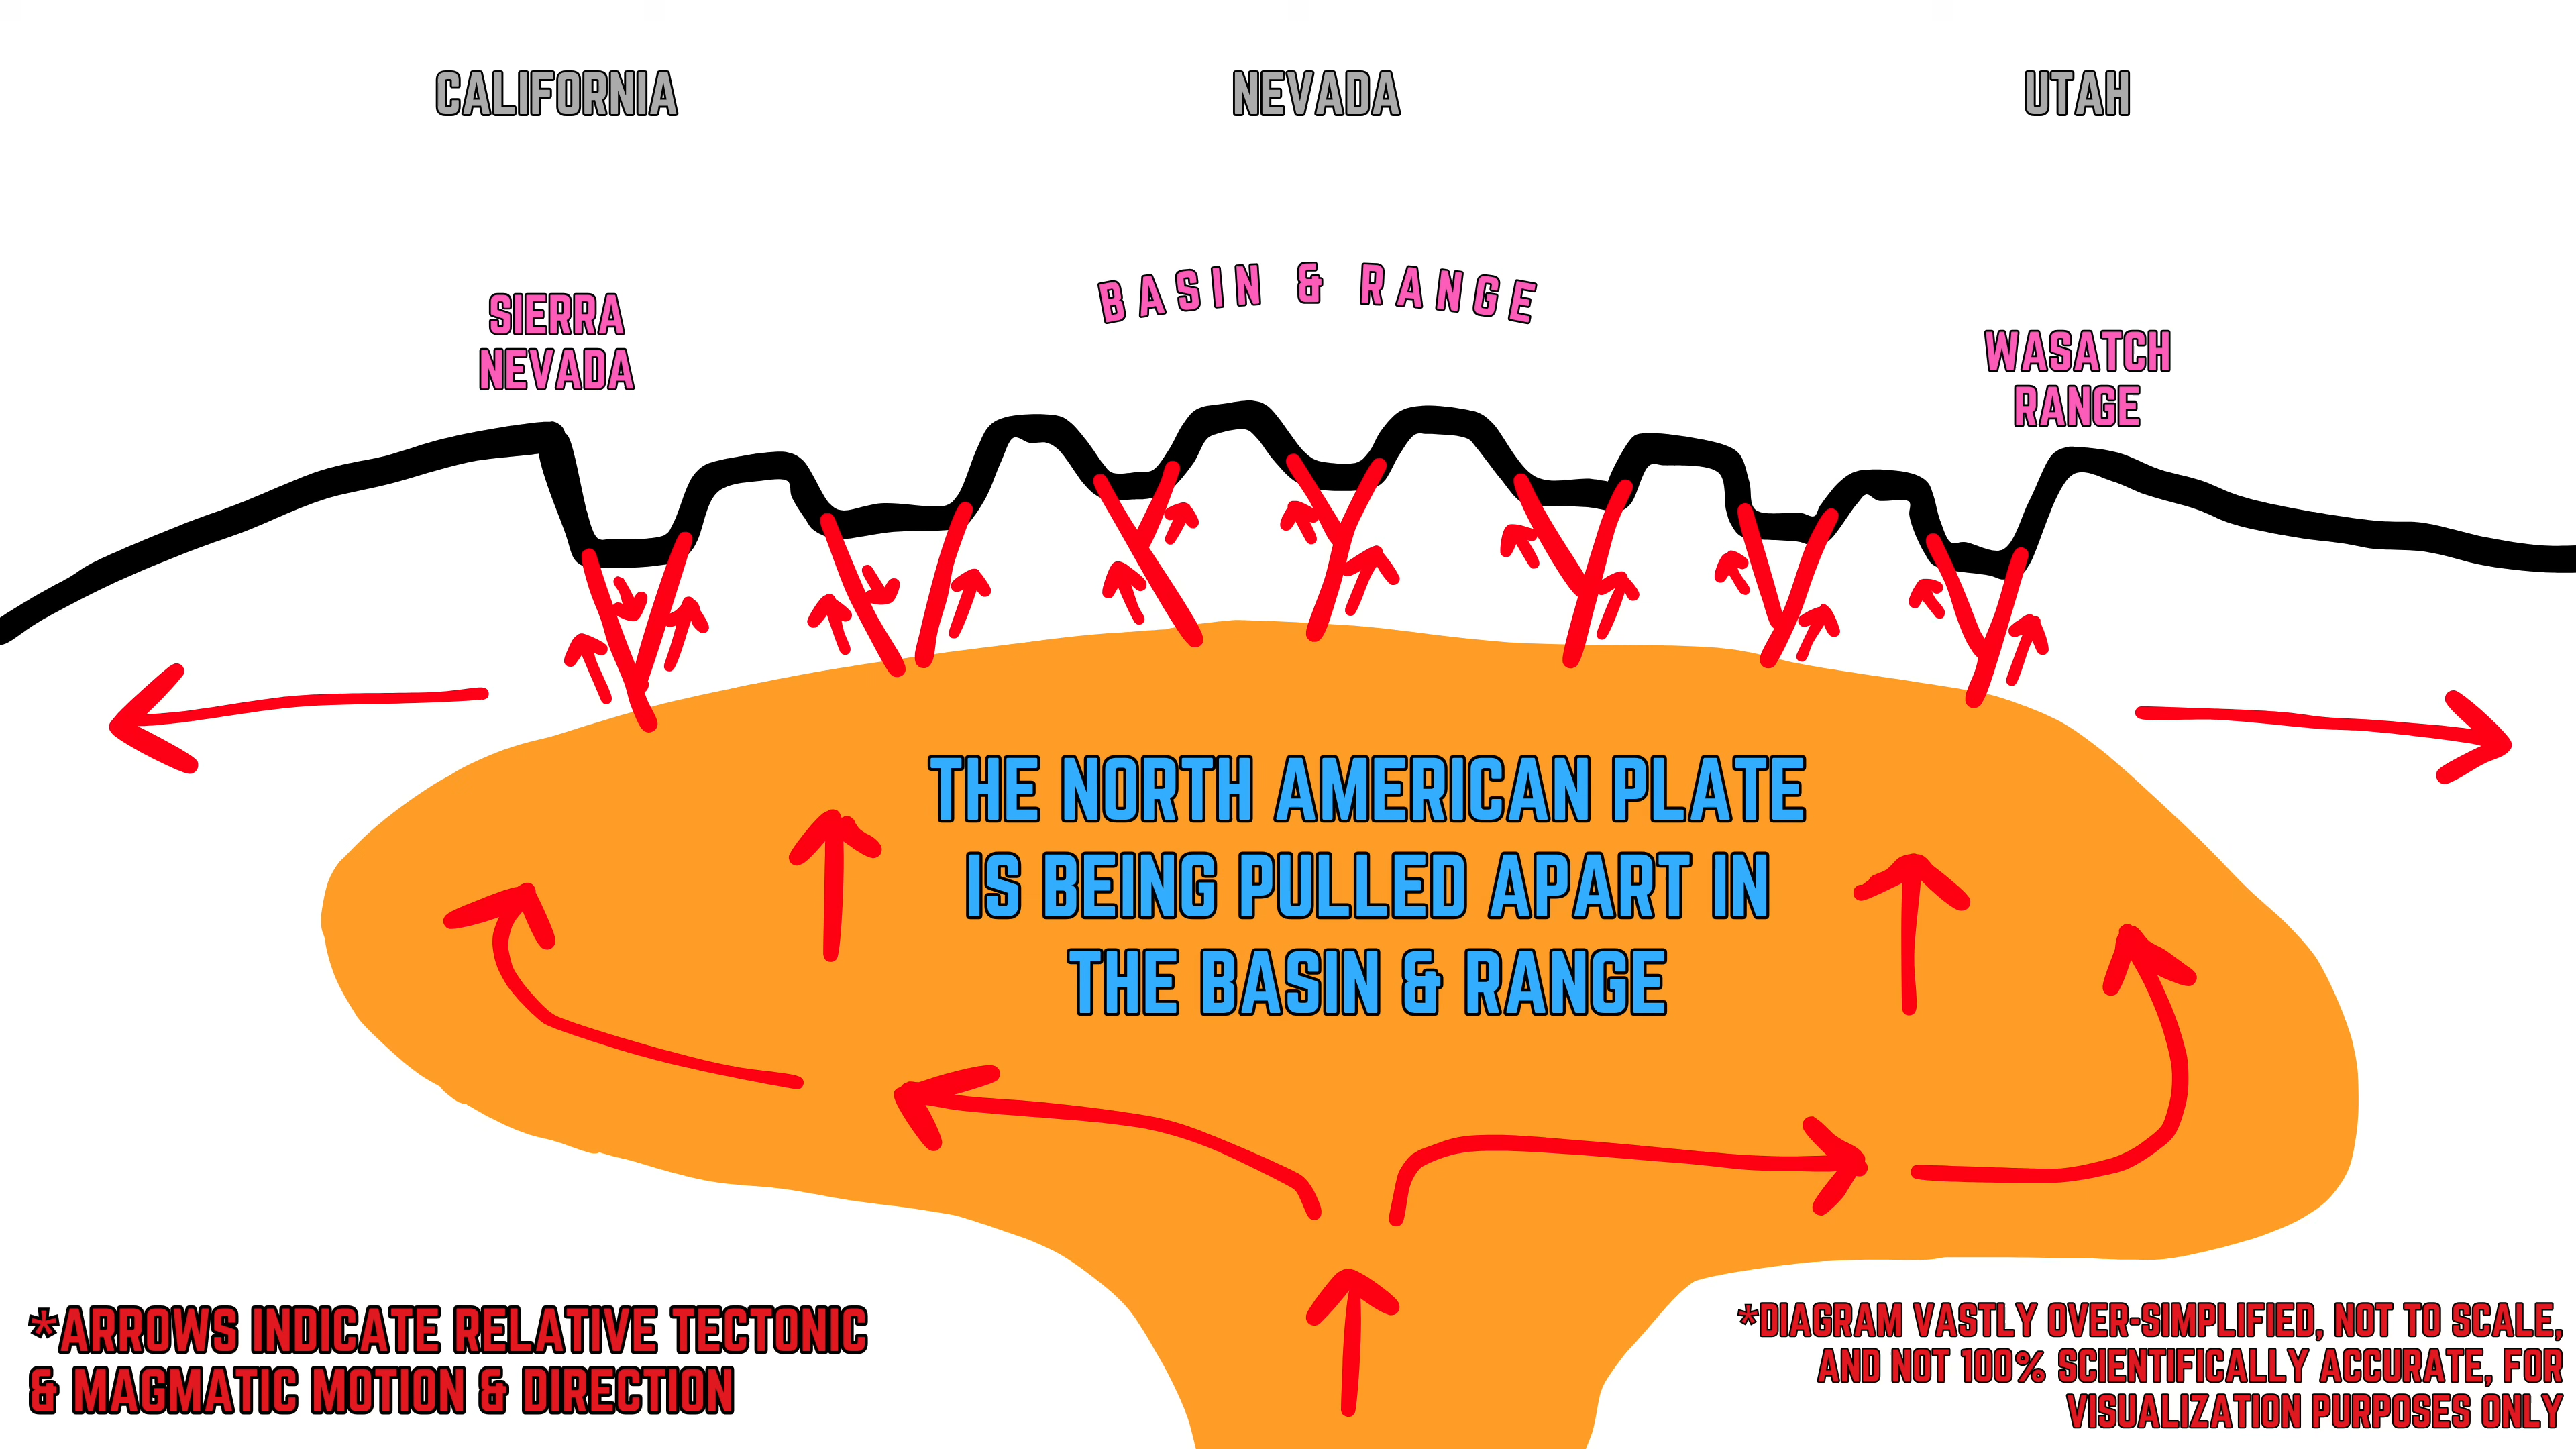 CALIFORNIA
NEVADA
UTAH
BASIN & RANGE
SIERRA
NEVADA
WASATCH
RANGE
THE NORTH AMERICAN PLATE
IS BEING PULLED APART IN
THE BASIN & RANGE
*ARROWS INDICATE RELATIVE TECTONIC
& MAGMATIC MOTION & DIRECTION
*DIAGRAM VASTLY OVER-SIMPLIFIED, NOT TO SCALE,
AND NOT 100% SCIENTIFICALLY ACCURATE, FOR
VISUALIZATION PURPOSES ONLY